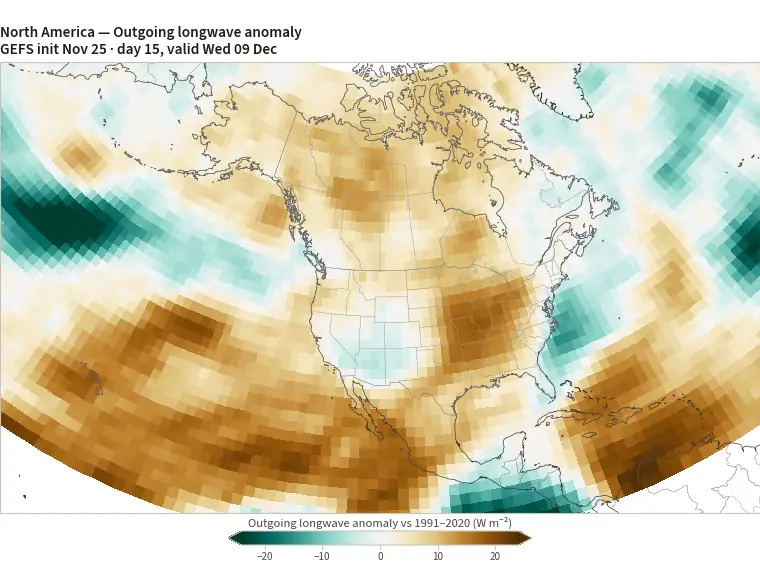 North America — Outgoing longwave anomaly
GEFS init Nov 25 · day 15, valid Wed 09 Dec
Outgoing longwave anomaly vs 1991–2020 (W m⁻²)
−20 −10 0 10 20